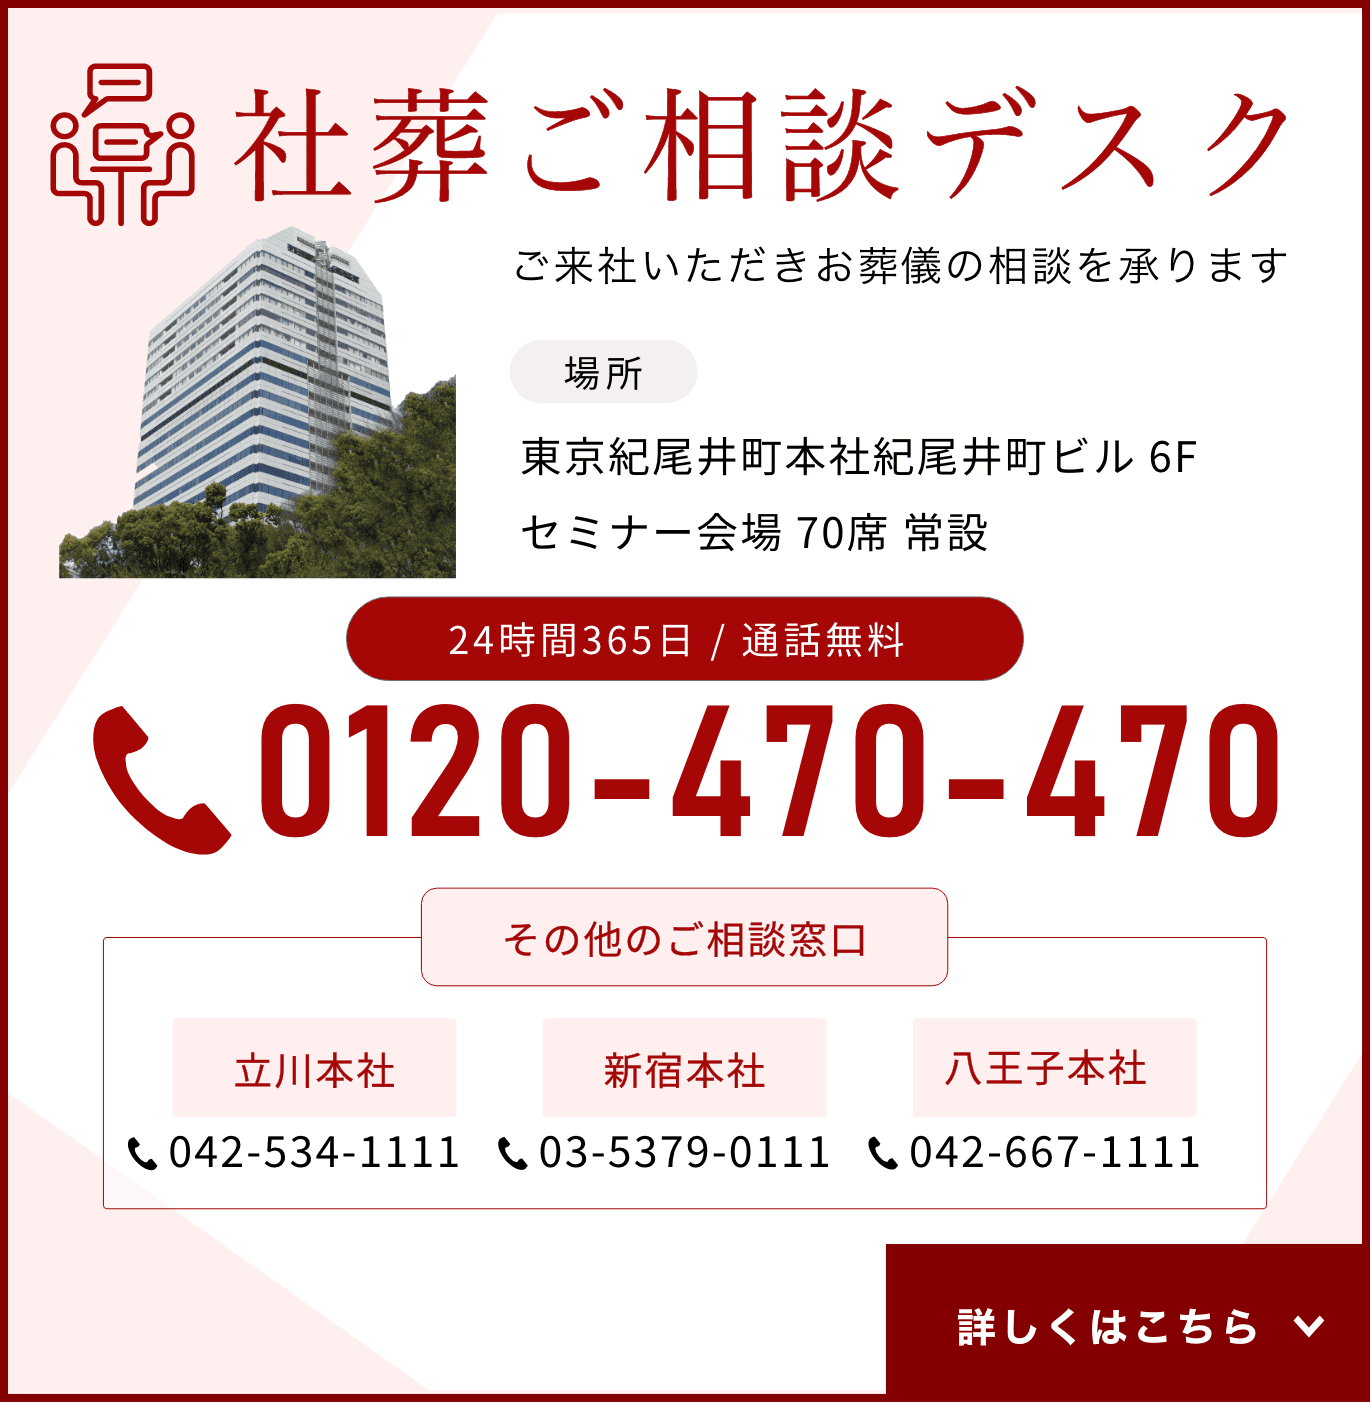 社葬ご相談デスク
ご来社いただきお葬儀の相談を承ります
場所
東京紀尾井町本社紀尾井町ビル 6F
セミナー会場 70席 常設
24時間365日 / 通話無料
0120-470-470
その他のご相談窓口
立川本社
042-534-1111
新宿本社
03-5379-0111
八王子本社
042-667-1111
詳しくはこちら